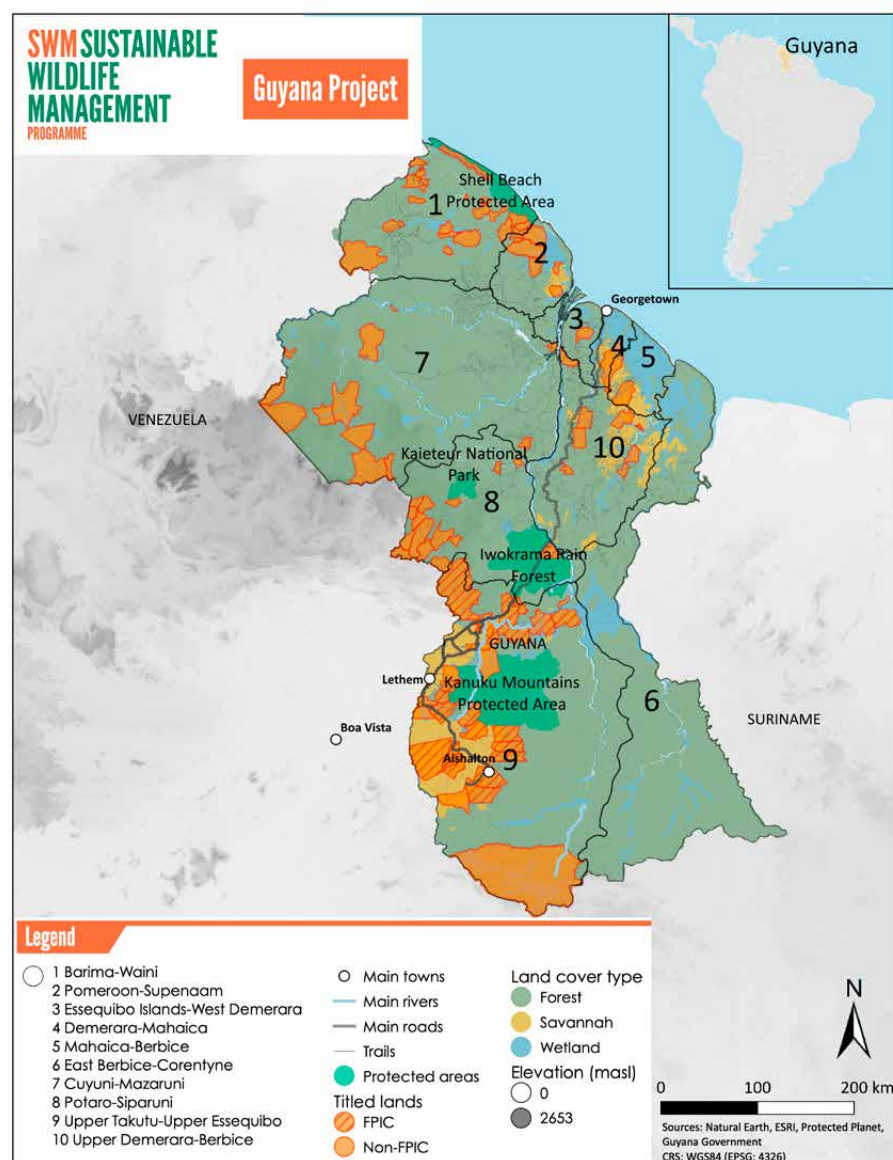 SWM SUSTAINABLE
WILDLIFE
MANAGEMENT
PROGRAMME
Guyana Project
Guyana
Shell Beach
Protected Area
1
2
Georgetown
3
4
5
7
VENEZUELA
10
Kaieteur National
Park
8
Iwokrama Rain
Forest
GUYANA
Lethem
Kanuku Mountains
Protected Area
6
SURINAME
Boa Vista
Aishalton
9
Legend
1 Barima-Waini
2 Pomeroon-Supenaam
3 Essequibo Islands-West Demerara
4 Demerara-Mahaica
5 Mahaica-Berbice
6 East Berbice-Corentyne
7 Cuyuni-Mazaruni
8 Potaro-Siparuni
9 Upper Takutu-Upper Essequibo
10 Upper Demerara-Berbice
Main towns
Main rivers
Main roads
Trails
Protected areas
Titled lands
FPIC
Non-FPIC
Land cover type
Forest
Savannah
Wetland
Elevation (masl)
0
2653
N
0 100 200 km
Sources: Natural Earth, ESRI, Protected Planet,
Guyana Government
CRS: WGS84 (EPSG: 4326)